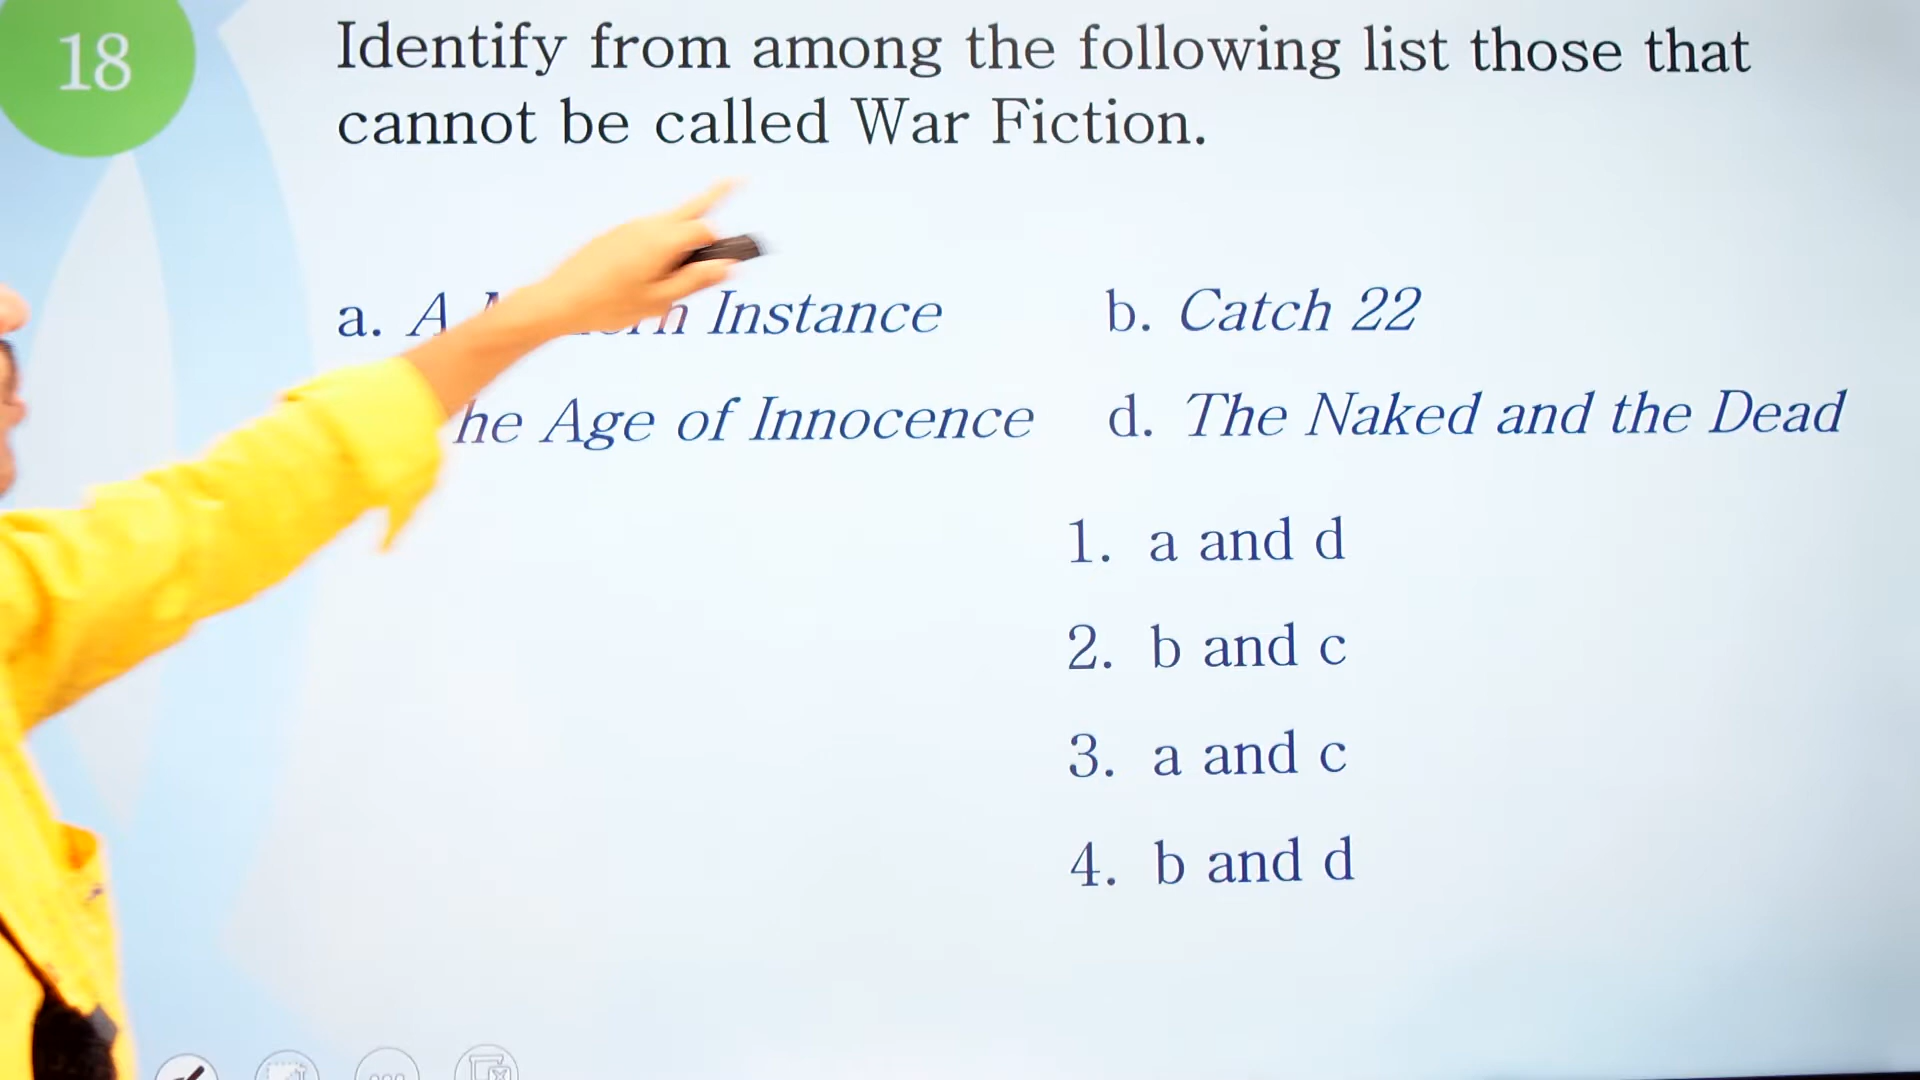 18
Identify from among the following list those that
cannot be called War Fiction.
a. A Instance
b. Catch 22
Age of Innocence
d. The Naked and the Dead
1. a and d
2. b and c
3. a and c
4. b and d